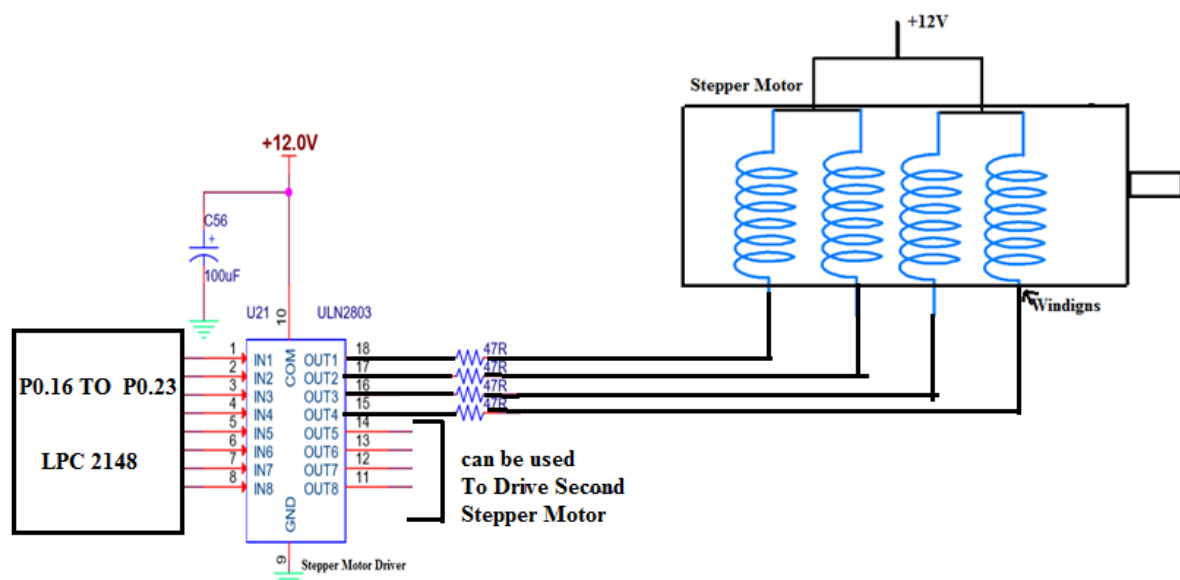 +12V
Stepper Motor
+12.0V
C56
+
100uF
Windigns
U21
ULN2803
10
P0.16 TO P0.23
LPC 2148
1 IN1 COM OUT1 18 47R
2 IN2 OUT2 17 47R
3 IN3 OUT3 16 47R
4 IN4 OUT4 15 47R
5 IN5 OUT5 14
6 IN6 OUT6 13
7 IN7 OUT7 12
8 IN8 OUT8 11
GND
9
can be used
To Drive Second
Stepper Motor
Stepper Motor Driver